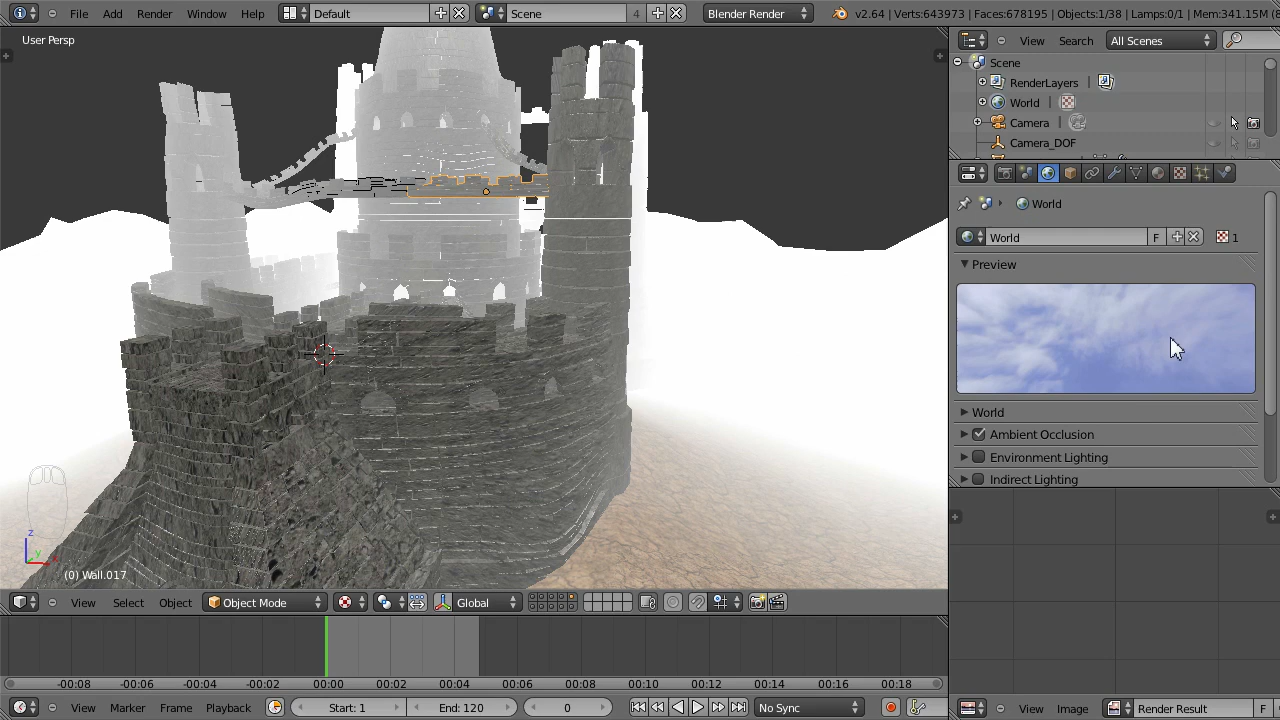 File Add Render Window Help Default Scene 4 Blender Render v2.64 | Verts:643973 | Faces:678195 | Objects:1/38 | Lamps:0/1 | Mem:341.15M
User Persp
View Search All Scenes
Scene
RenderLayers
World
Camera
Camera_DOF
World
World F 1
Preview
World
Ambient Occlusion
Environment Lighting
Indirect Lighting
z
y
(0) Wall.017
View Select Object Object Mode Global
-00:08 -00:06 -00:04 -00:02 00:00 00:02 00:04 00:06 00:08 00:10 00:12 00:14 00:16 00:18
View Marker Frame Playback Start: 1 End: 120 0 No Sync
View Image Render Result F